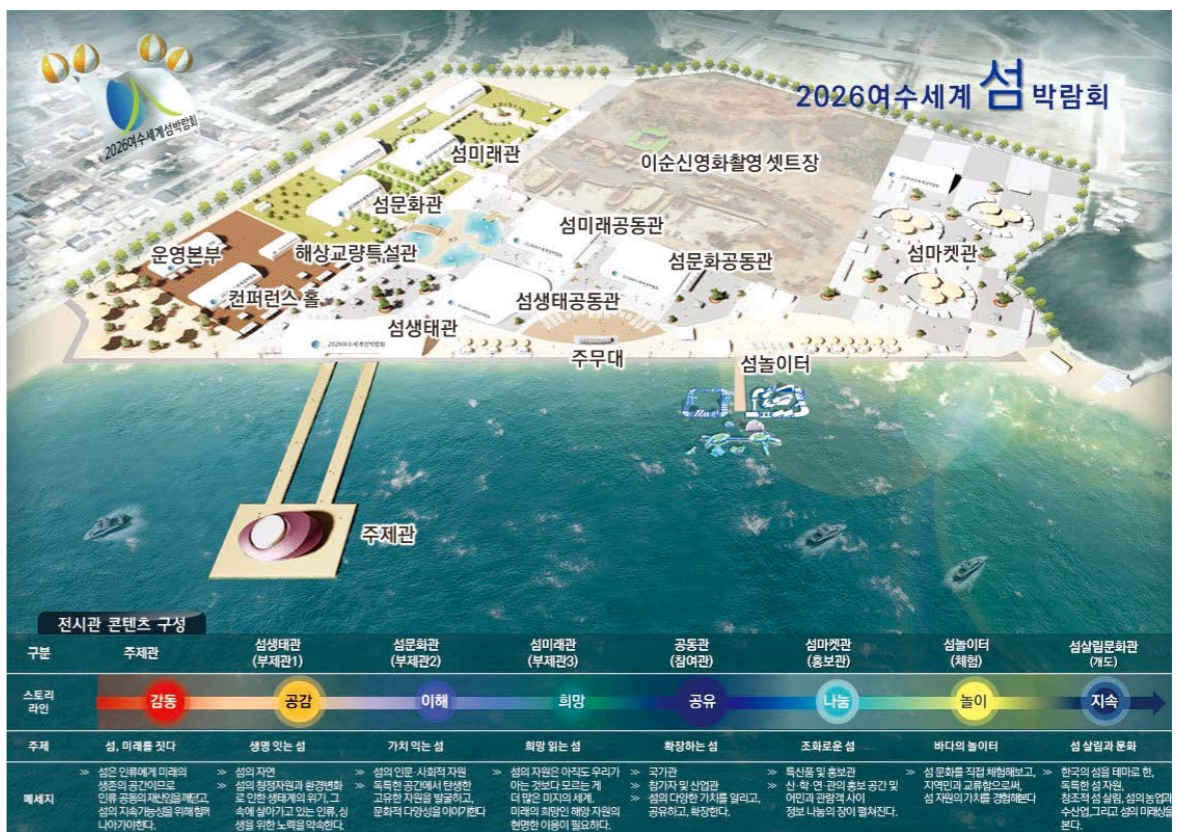 2026여수세계섬박람회
2026여수세계 섬 박람회
섬미래관
이순신영화촬영 셋트장
섬문화관
섬미래공동관
운영본부
해상교량특설관
섬문화공동관
섬마켓관
컨퍼런스 홀
섬생태공동관
섬생태관
2026여수세계섬박람회
주무대
섬놀이터
주제관
전시관 콘텐츠 구성
구분
주제관
섬생태관
(부제관1)
섬문화관
(부제관2)
섬미래관
(부제관3)
공동관
(참여관)
섬마켓관
(홍보관)
섬놀이터
(체험)
섬살림문화관
(개도)
스토리
라인
감동
공감
이해
희망
공유
나눔
놀이
지속
주제
섬, 미래를 짓다
생명 잇는 섬
가치 익는 섬
희망 읽는 섬
확장하는 섬
조화로운 섬
바다의 놀이터
섬 살림과 문화
메세지
≫ 섬은 인류에게 미래의
생존의 공간이므로
인류 공동의 재산임을 깨닫고,
섬의 지속가능성을 위해 함께
나아가야한다.
≫ 섬의 자연
≫ 섬의 청정자원과 환경변화
로 인한 생태계의 위기, 그
속에 살아가고 있는 인류, 상
생을 위한 노력을 약속한다.
≫ 섬의 인문·사회적 자원
≫ 독특한 공간에서 탄생한
고유한 자원을 발굴하고,
문화적 다양성을 이야기한다
≫ 섬의 자원은 아직도 우리가
아는 것보다 모르는 게
더 많은 미지의 세계.
미래의 희망인 해양 자원의
현명한 이용이 필요하다.
≫ 국가관
≫ 참가자 및 산업관
≫ 섬의 다양한 가치를 알리고,
공유하고, 확장한다.
≫ 특산품 및 홍보관
≫ 산·학·연·관의 홍보 공간 및
어민과 관람객 사이
정보 나눔의 장이 펼쳐진다.
≫ 섬 문화를 직접 체험해보고,
지역민과 교류함으로써,
섬 자원의 가치를 경험해본다
≫ 한국의 섬을 테마로 한,
독특한 섬 자원,
창조적 섬 살림, 섬의 농업과
수산업,그리고 섬의 미래상을
본다.